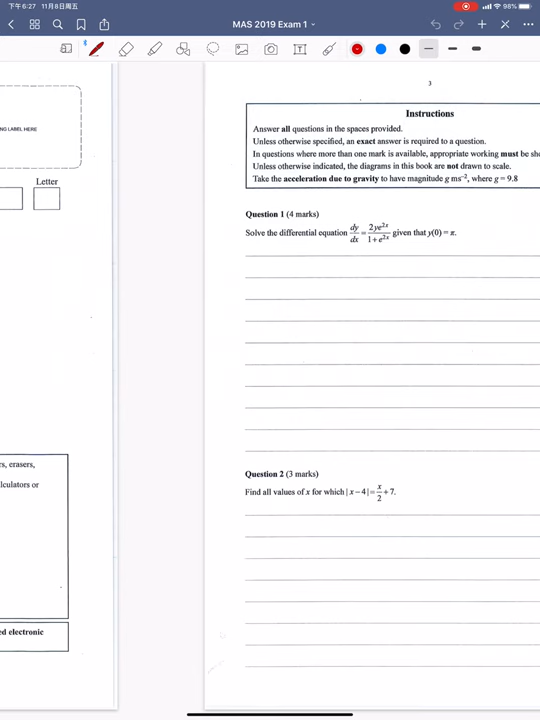 下午6:27 11月8日周五
98%
MAS 2019 Exam 1
NG LABEL HERE
Letter
rs, erasers,
lculators or
ed electronic
3
Instructions
Answer all questions in the spaces provided.
Unless otherwise specified, an exact answer is required to a question.
In questions where more than one mark is available, appropriate working must be sho
Unless otherwise indicated, the diagrams in this book are not drawn to scale.
Take the acceleration due to gravity to have magnitude g ms⁻², where g = 9.8
Question 1 (4 marks)
Solve the differential equation dy/dx = 2ye²ˣ/1+e²ˣ given that y(0) = π.
Question 2 (3 marks)
Find all values of x for which |x − 4| = x/2 + 7.